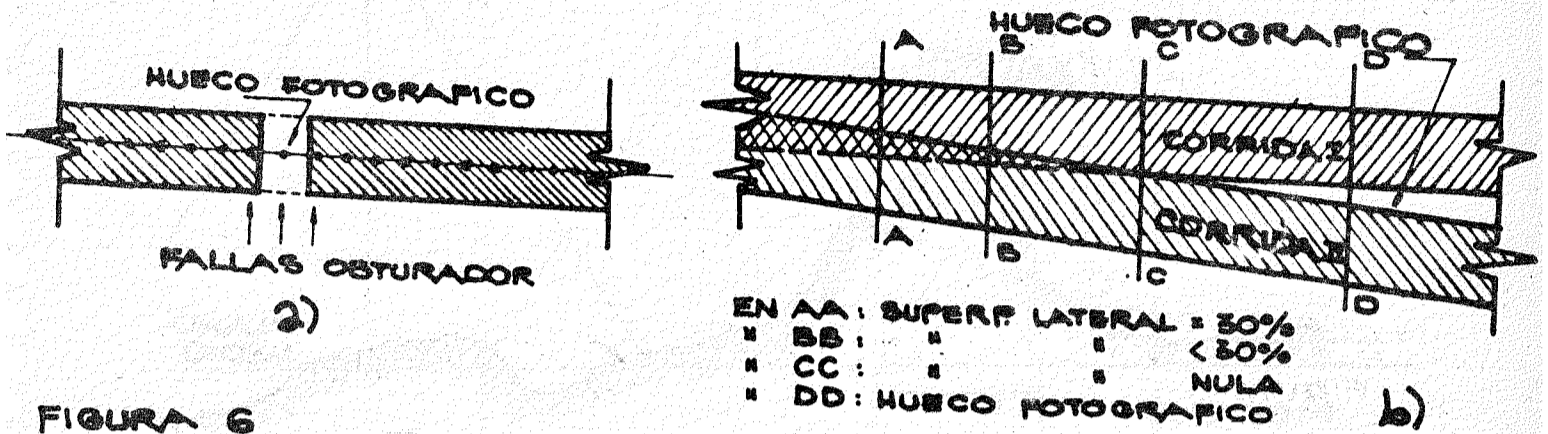 HUECO FOTOGRAFICO
FALLAS OBTURADOR
a)
HUECO FOTOGRAFICO
A B C D
CORRIDA I
CORRIDA II
A B C D
EN AA : SUPERP. LATERAL = 30%
" BB : " " < 30%
" CC : " " NULA
" DD : HUECO FOTOGRAFICO
b)
FIGURA 6